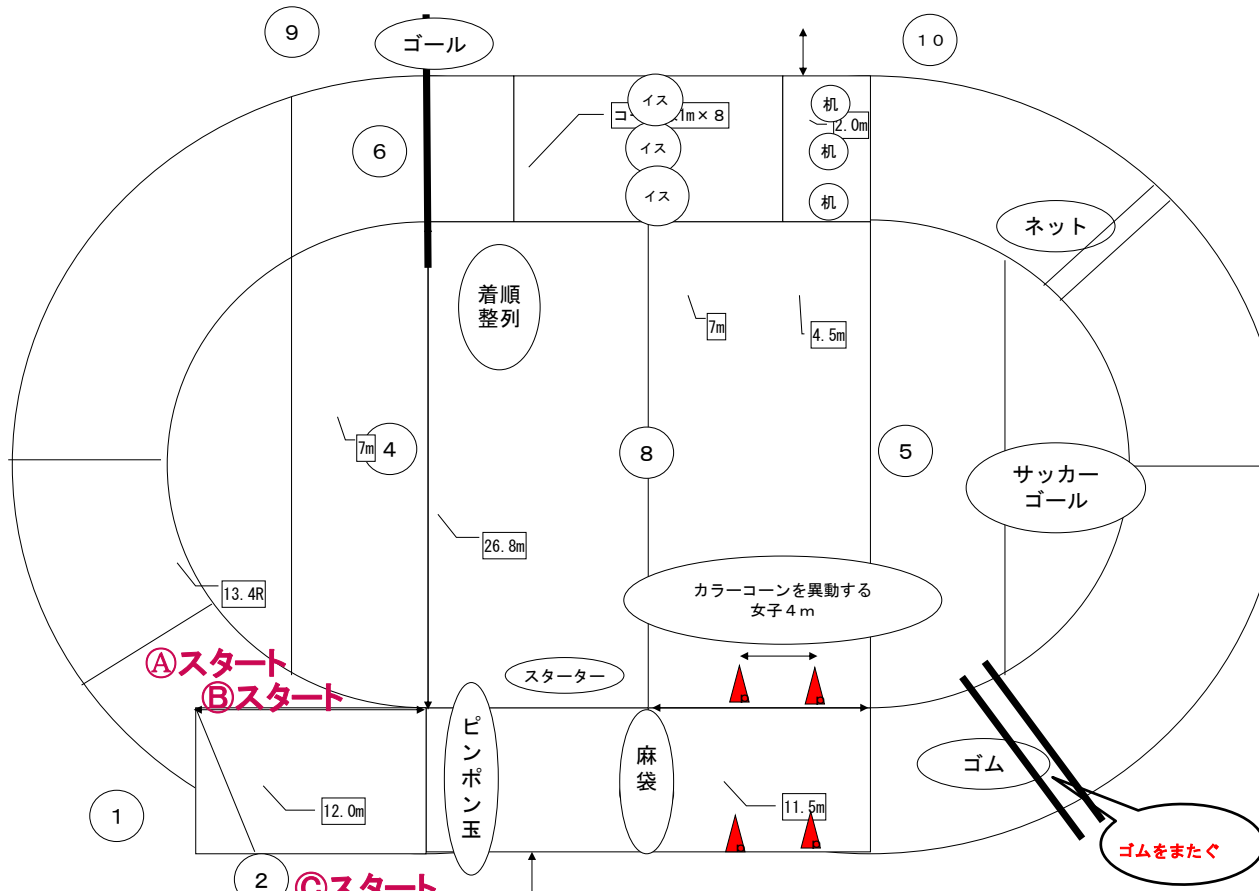 ９
ゴール
１０
イス
コ
1m×８
机
2.0m
６
イス
机
イス
机
ネット
着順
整列
7m
4.5m
7m
４
８
５
サッカー
ゴール
26.8m
13.4R
カラーコーンを異動する
女子４ｍ
Ⓐスタート
スターター
Ⓑスタート
ピンポン玉
麻袋
ゴム
12.0m
11.5m
１
ゴムをまたぐ
２
Ⓒスタート